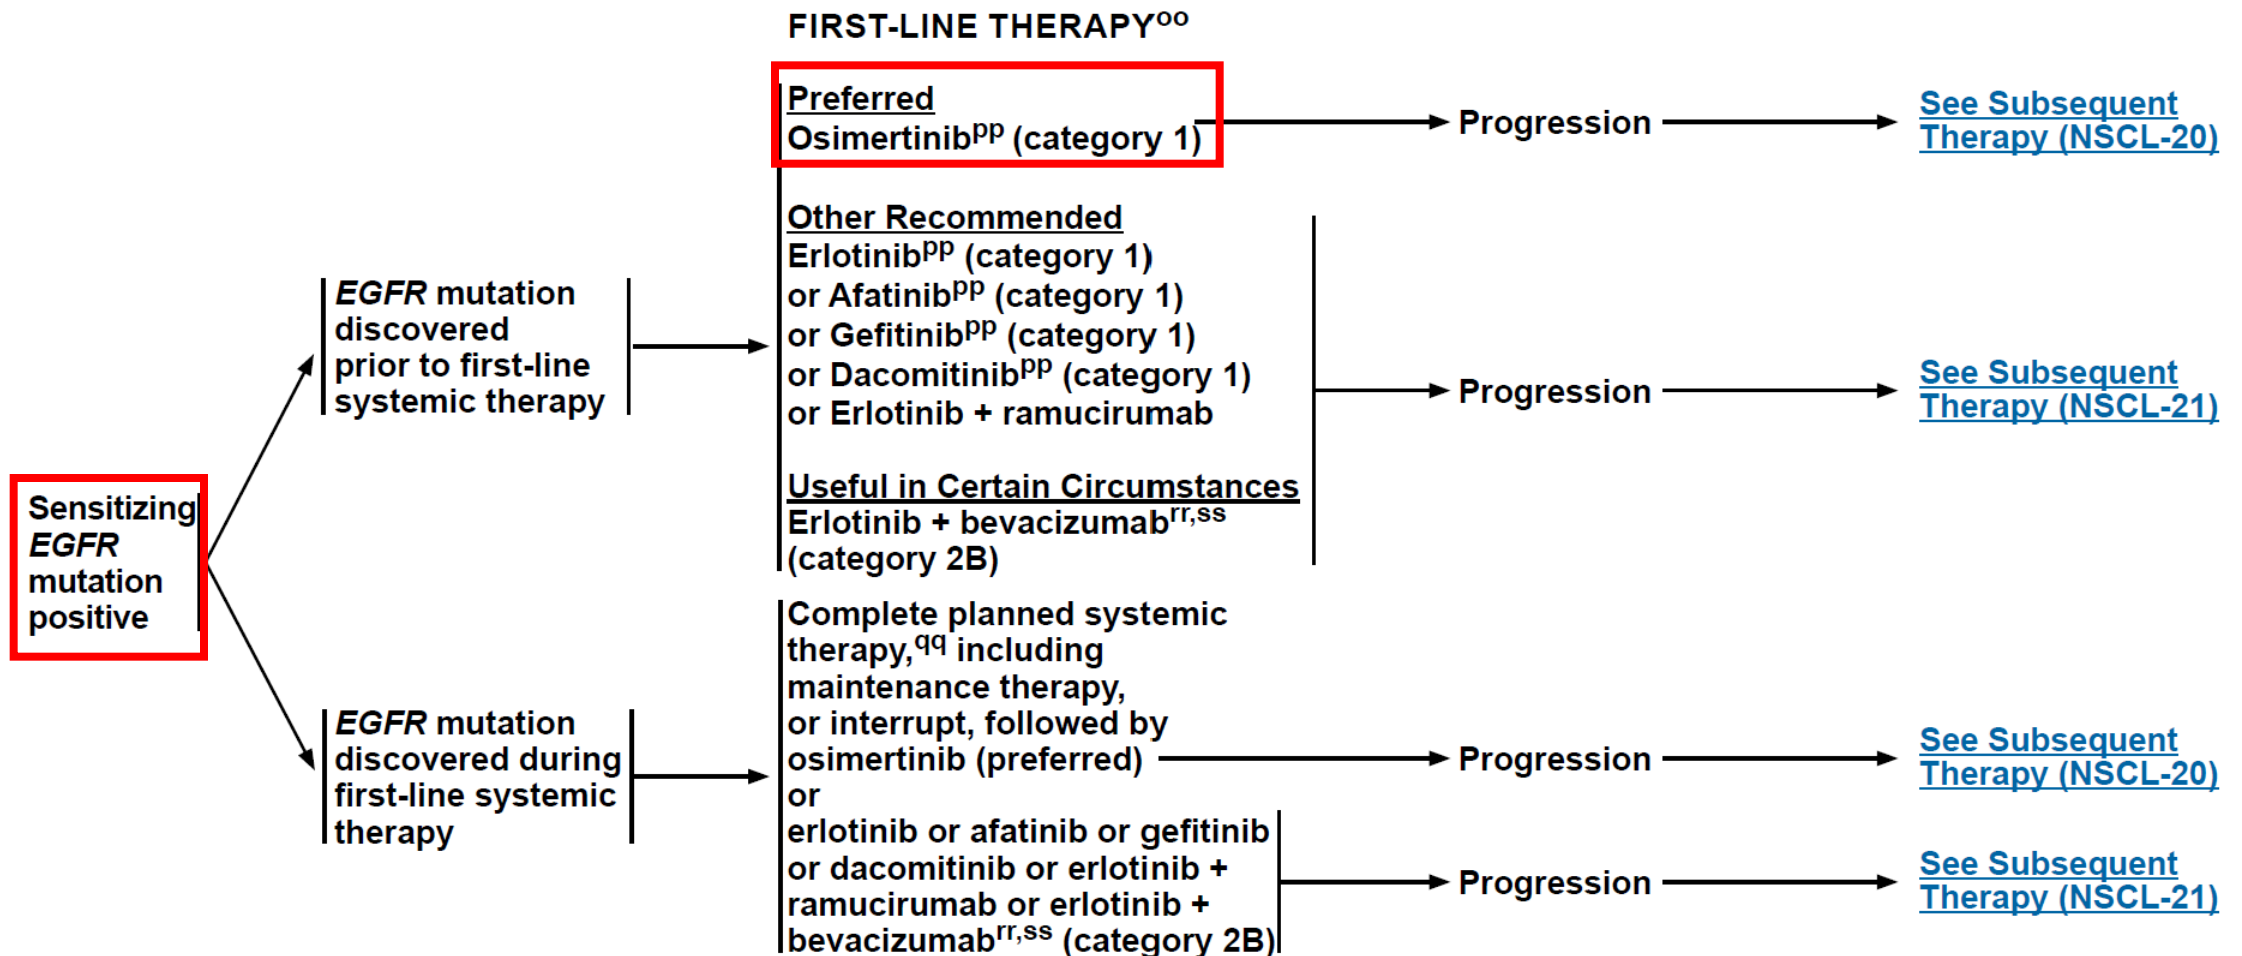 FIRST-LINE THERAPYoo
Preferred
Osimertinibpp (category 1)
Progression
See Subsequent
Therapy (NSCL-20)
Other Recommended
Erlotinibpp (category 1)
or Afatinibpp (category 1)
or Gefitinibpp (category 1)
or Dacomitinibpp (category 1)
or Erlotinib + ramucirumab
Useful in Certain Circumstances
Erlotinib + bevacizumabrr,ss
(category 2B)
Progression
See Subsequent
Therapy (NSCL-21)
EGFR mutation
discovered
prior to first-line
systemic therapy
Sensitizing
EGFR
mutation
positive
EGFR mutation
discovered during
first-line systemic
therapy
Complete planned systemic
therapy,qq including
maintenance therapy,
or interrupt, followed by
osimertinib (preferred)
or
erlotinib or afatinib or gefitinib
or dacomitinib or erlotinib +
ramucirumab or erlotinib +
bevacizumabrr,ss (category 2B)
Progression
See Subsequent
Therapy (NSCL-20)
Progression
See Subsequent
Therapy (NSCL-21)